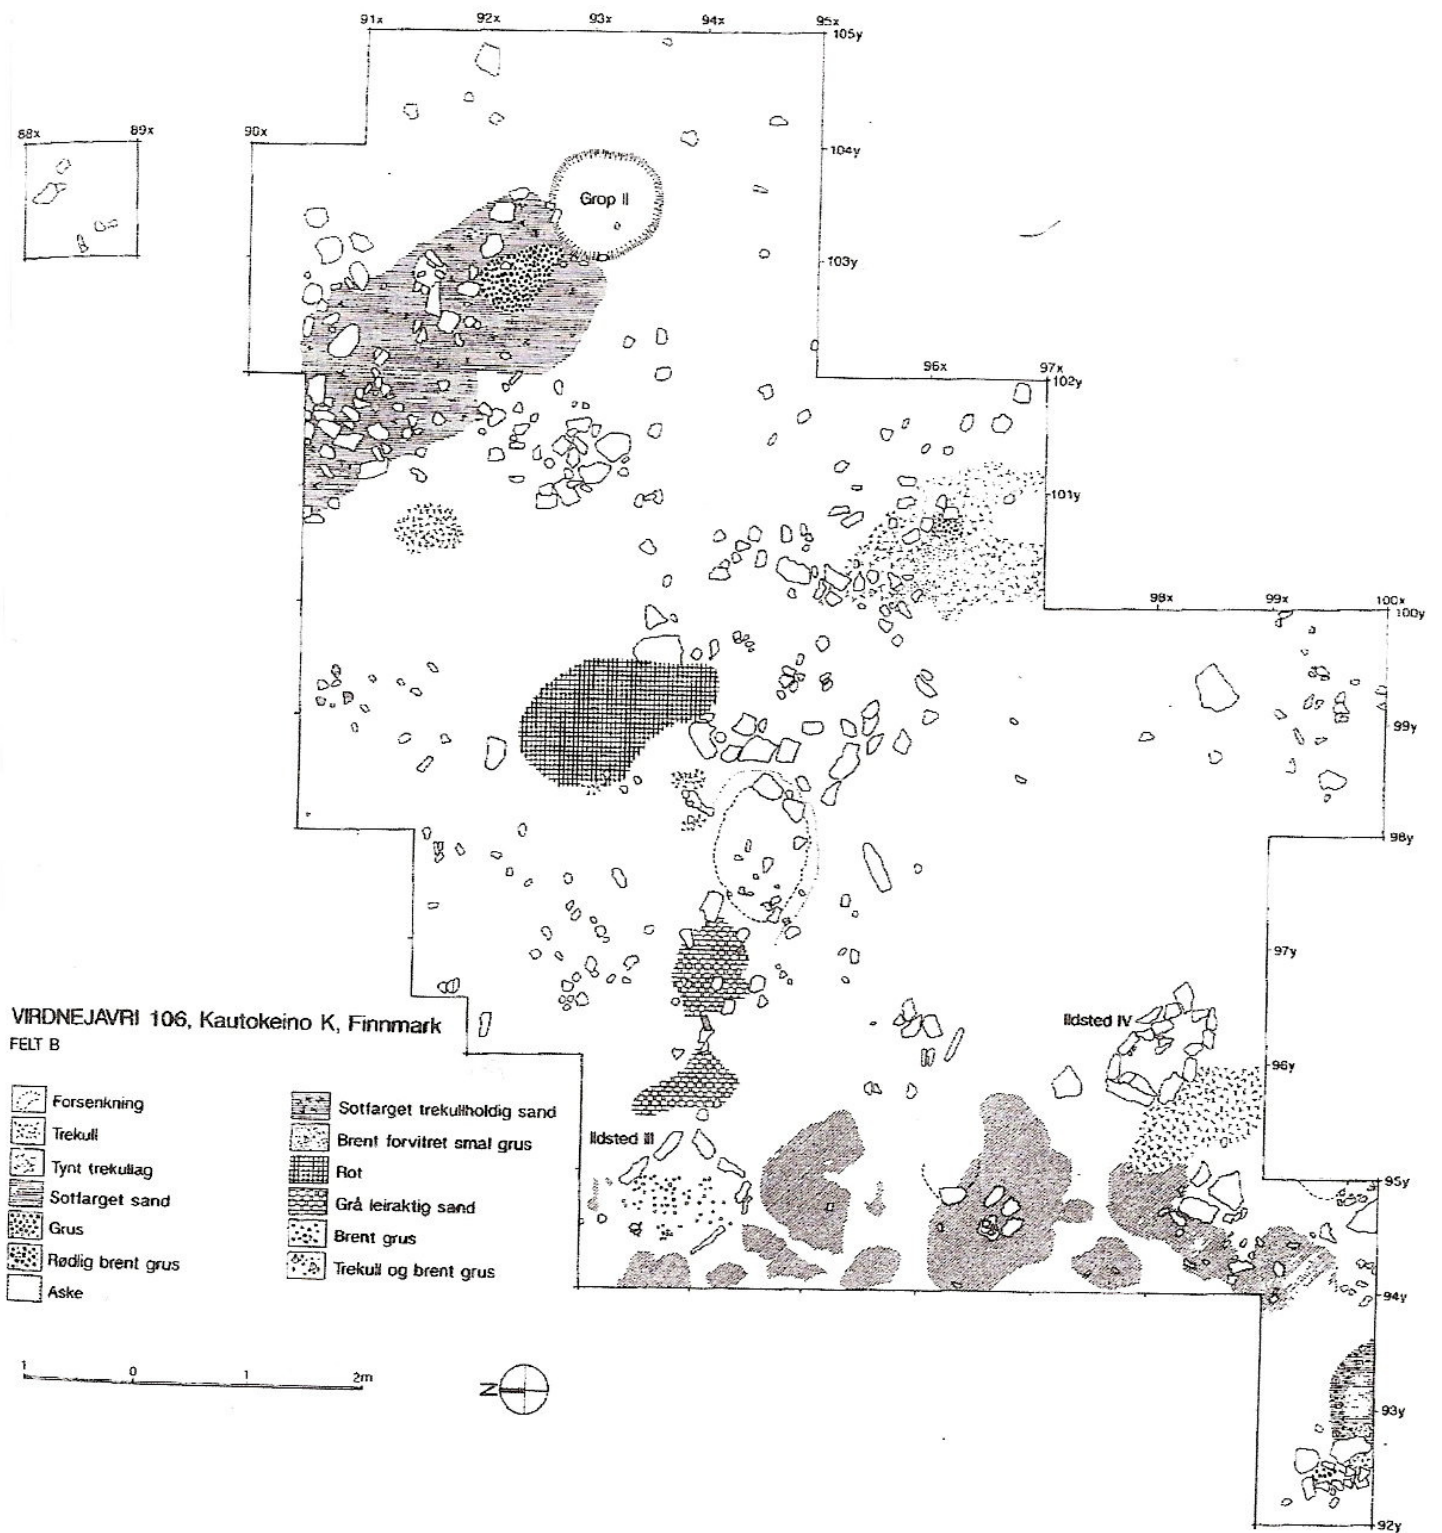 91x 92x 93x 94x 95x
105y
88x 89x 90x
104y
Grop II
103y
96x 97x
102y
101y
98x 99x 100x
100y
99y
98y
97y
VIRDNEJAVRI 106, Kautokeino K, Finnmark
FELT B
Ildsted IV
96y
Forsenkning
Trekull
Tynt trekullag
Sotfarget sand
Grus
Rødlig brent grus
Aske
Sotfarget trekullholdig sand
Brent forvitret smal grus
Rot
Grå leiraktig sand
Brent grus
Trekull og brent grus
Ildsted III
95y
94y
1 0 1 2m
N
93y
92y